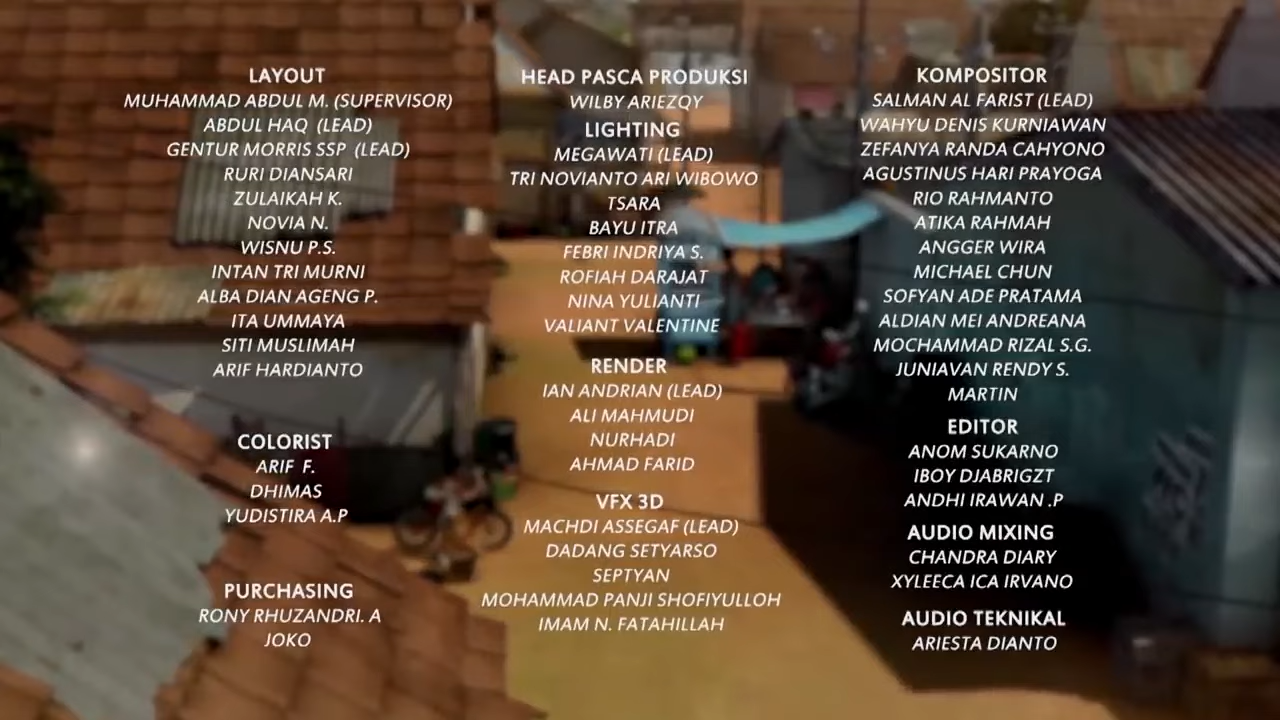 LAYOUT
MUHAMMAD ABDUL M. (SUPERVISOR)
ABDUL HAQ (LEAD)
GENTUR MORRIS SSP (LEAD)
RURI DIANSARI
ZULAIKAH K.
NOVIA N.
WISNU P.S.
INTAN TRI MURNI
ALBA DIAN AGENG P.
ITA UMMAYA
SITI MUSLIMAH
ARIF HARDIANTO
COLORIST
ARIF F.
DHIMAS
YUDISTIRA A.P
PURCHASING
RONY RHUZANDRI. A
JOKO
HEAD PASCA PRODUKSI
WILBY ARIEZQY
LIGHTING
MEGAWATI (LEAD)
TRI NOVIANTO ARI WIBOWO
TSARA
BAYU ITRA
FEBRI INDRIYA S.
ROFIAH DARAJAT
NINA YULIANTI
VALIANT VALENTINE
RENDER
IAN ANDRIAN (LEAD)
ALI MAHMUDI
NURHADI
AHMAD FARID
VFX 3D
MACHDI ASSEGAF (LEAD)
DADANG SETYARSO
SEPTYAN
MOHAMMAD PANJI SHOFIYULLOH
IMAM N. FATAHILLAH
KOMPOSITOR
SALMAN AL FARIST (LEAD)
WAHYU DENIS KURNIAWAN
ZEFANYA RANDA CAHYONO
AGUSTINUS HARI PRAYOGA
RIO RAHMANTO
ATIKA RAHMAH
ANGGER WIRA
MICHAEL CHUN
SOFYAN ADE PRATAMA
ALDIAN MEI ANDREANA
MOCHAMMAD RIZAL S.G.
JUNIAVAN RENDY S.
MARTIN
EDITOR
ANOM SUKARNO
IBOY DJABRIGZT
ANDHI IRAWAN .P
AUDIO MIXING
CHANDRA DIARY
XYLEECA ICA IRVANO
AUDIO TEKNIKAL
ARIESTA DIANTO